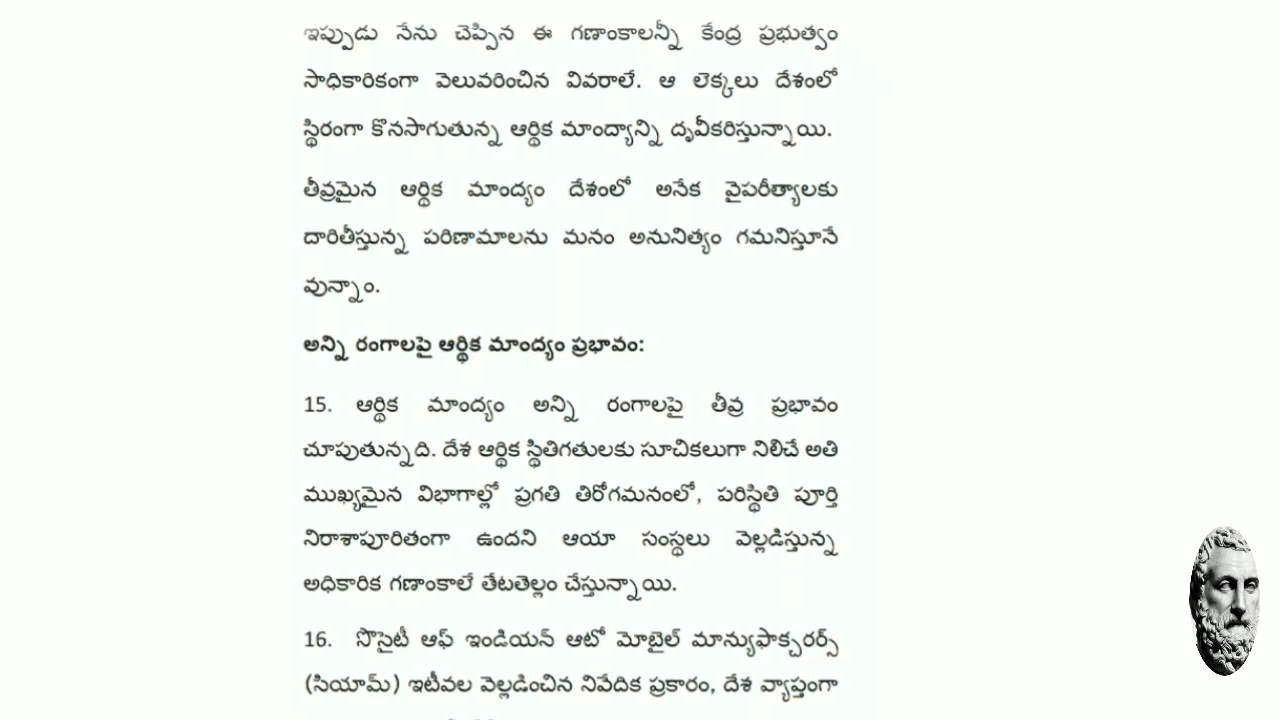 ఇప్పుడు నేను చెప్పిన ఈ గణాంకాలన్నీ కేంద్ర ప్రభుత్వం
సాధికారికంగా వెలువరించిన వివరాలే. ఆ లెక్కలు దేశంలో
స్థిరంగా కొనసాగుతున్న ఆర్థిక మాంద్యాన్ని దృవీకరిస్తున్నాయి.
తీవ్రమైన ఆర్థిక మాంద్యం దేశంలో అనేక వైపరీత్యాలకు
దారితీస్తున్న పరిణామాలను మనం అనునిత్యం గమనిస్తూనే
వున్నాం.
అన్ని రంగాలపై ఆర్థిక మాంద్యం ప్రభావం:
15. ఆర్థిక మాంద్యం అన్ని రంగాలపై తీవ్ర ప్రభావం
చూపుతున్నది. దేశ ఆర్థిక స్థితిగతులకు సూచికలుగా నిలిచే అతి
ముఖ్యమైన విభాగాల్లో ప్రగతి తిరోగమనంలో, పరిస్థితి పూర్తి
నిరాశాపూరితంగా ఉందని ఆయా సంస్థలు వెల్లడిస్తున్న
అధికారిక గణాంకాలే తేటతెల్లం చేస్తున్నాయి.
16. సొసైటీ ఆఫ్ ఇండియన్ ఆటో మోబైల్ మాన్యుఫాక్చరర్స్
(సియామ్) ఇటీవల వెల్లడించిన నివేదిక ప్రకారం, దేశ వ్యాప్తంగా